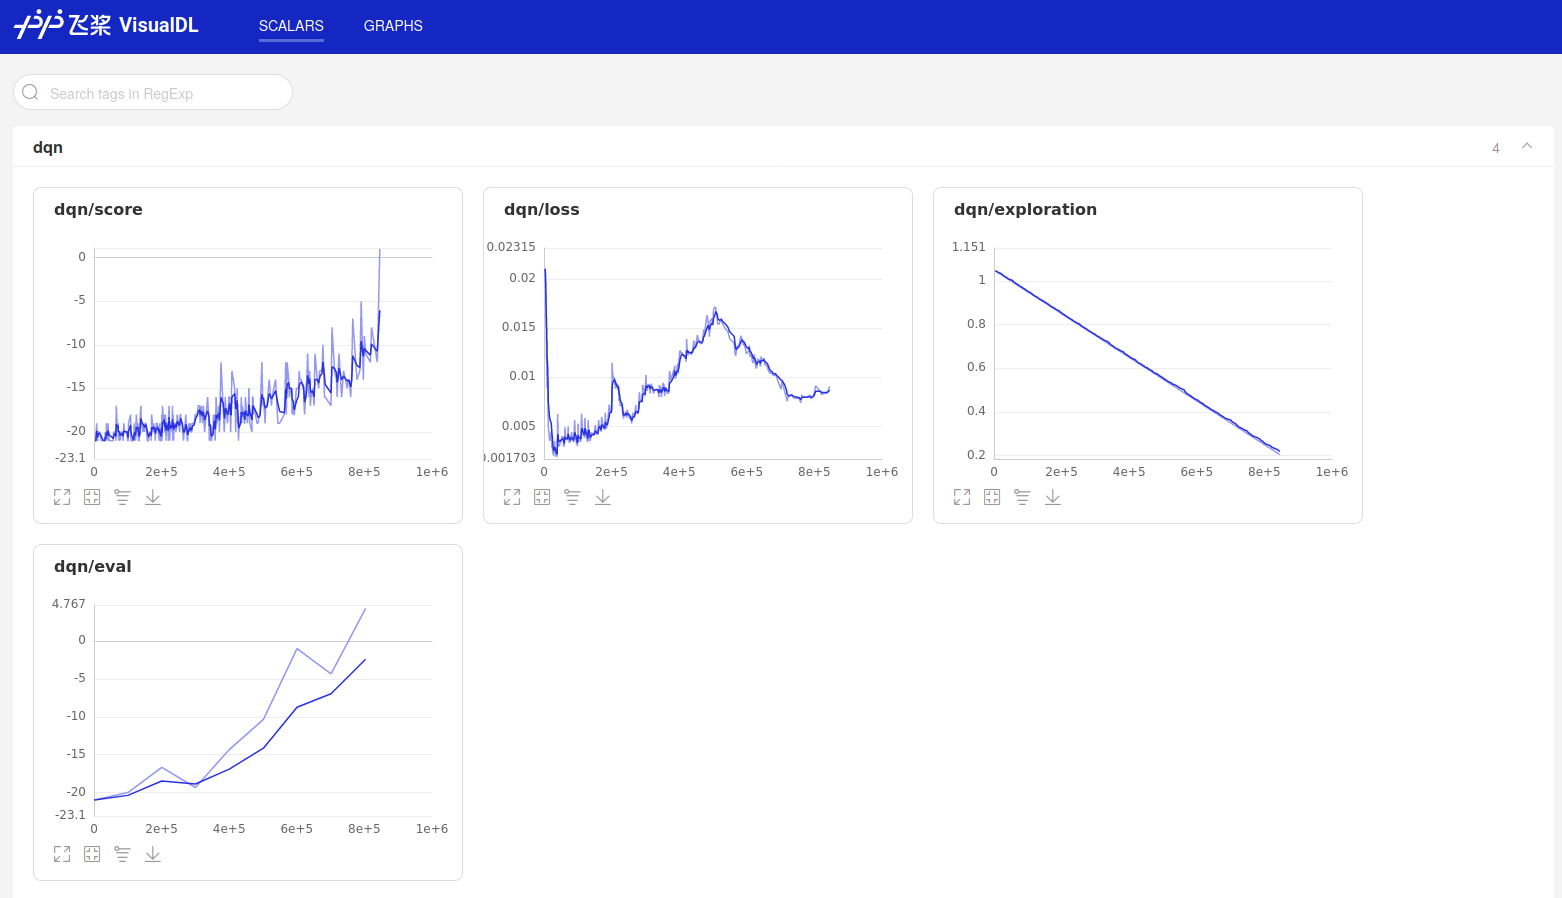 飞桨 VisualDL SCALARS GRAPHS
Search tags in RegExp
dqn 4
dqn/score
0
-5
-10
-15
-20
-23.1
0 2e+5 4e+5 6e+5 8e+5 1e+6
dqn/loss
0.02315
0.02
0.015
0.01
0.005
0.001703
0 2e+5 4e+5 6e+5 8e+5 1e+6
dqn/exploration
1.151
1
0.8
0.6
0.4
0.2
0 2e+5 4e+5 6e+5 8e+5 1e+6
dqn/eval
4.767
0
-5
-10
-15
-20
-23.1
0 2e+5 4e+5 6e+5 8e+5 1e+6